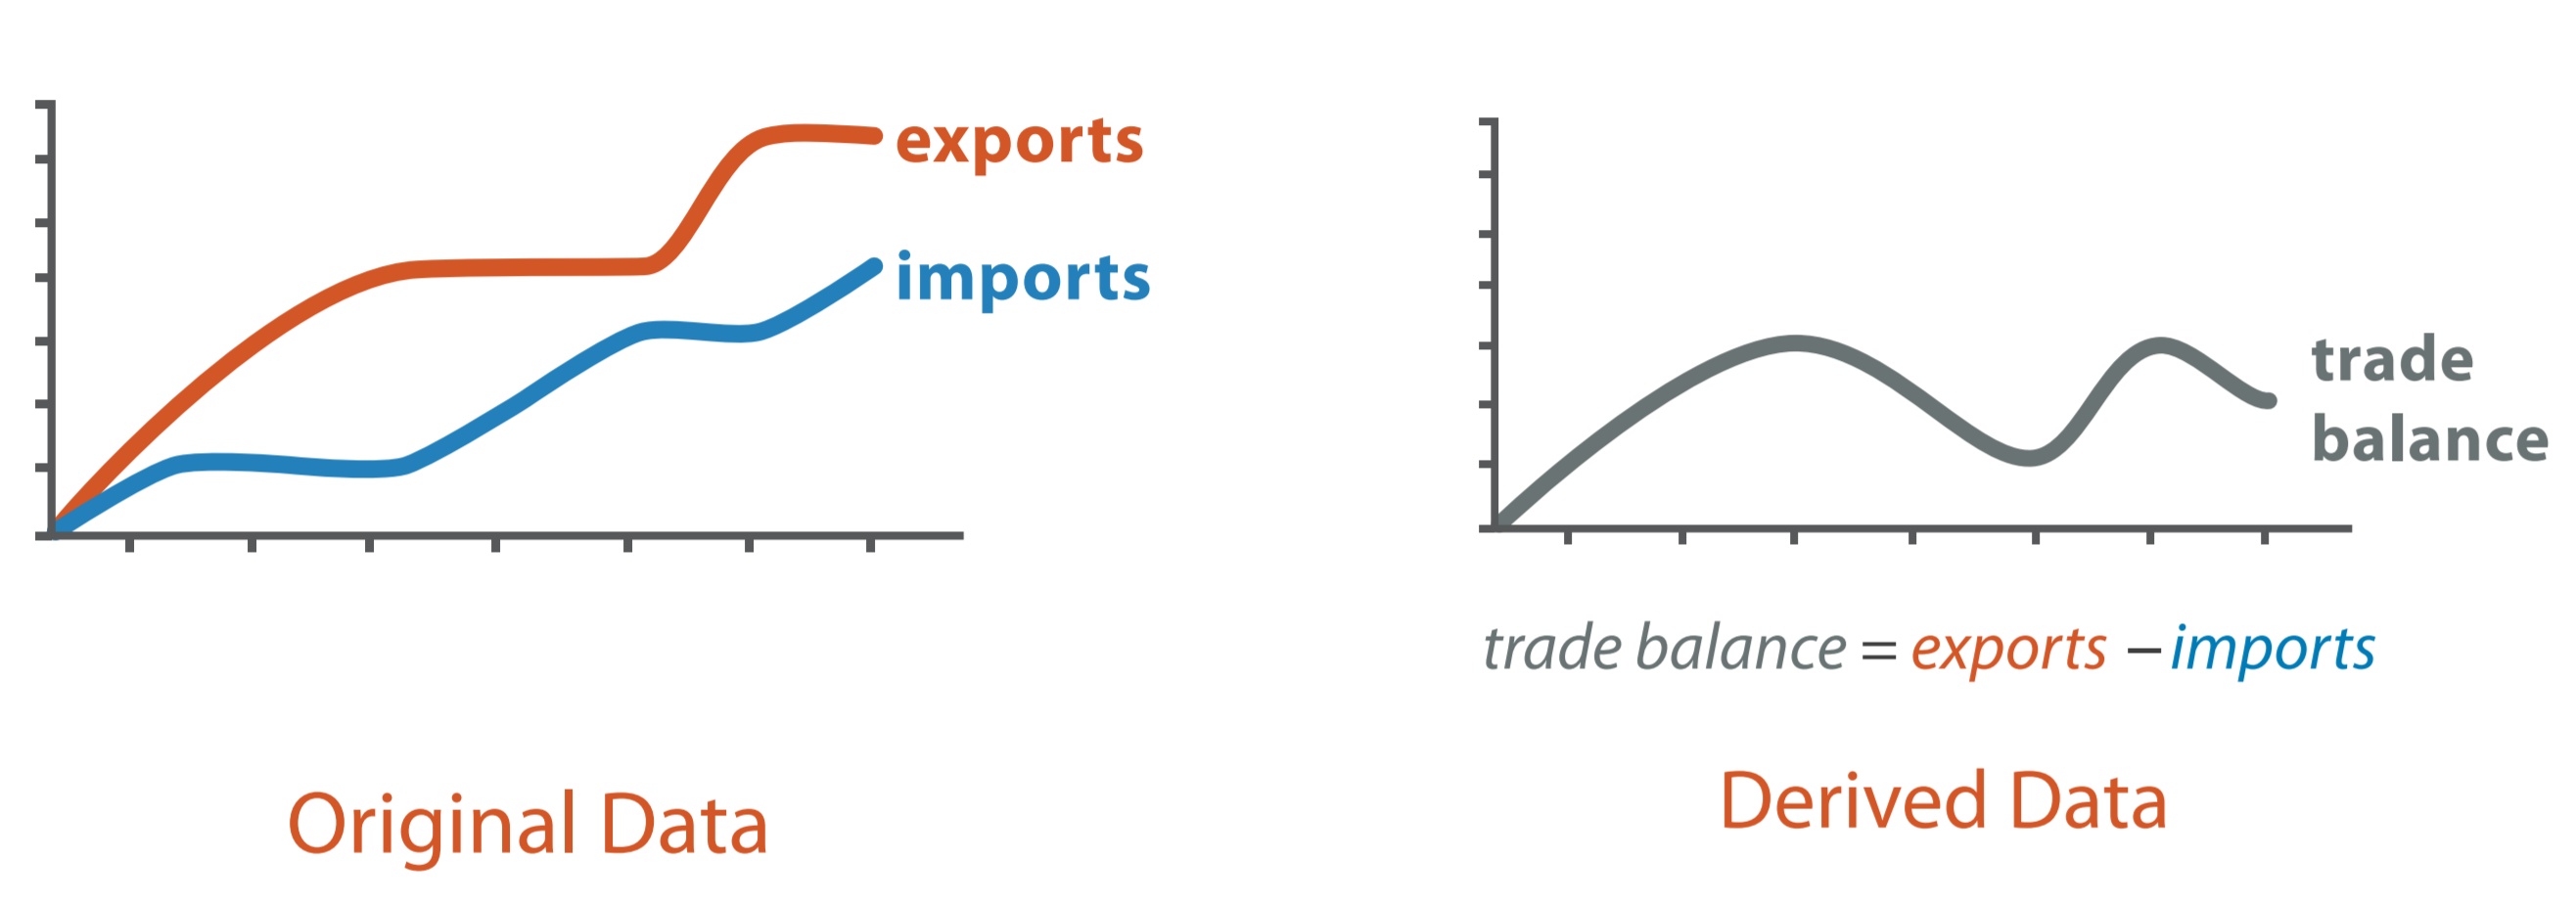 exports
imports
Original Data
trade
balance
trade balance = exports – imports
Derived Data